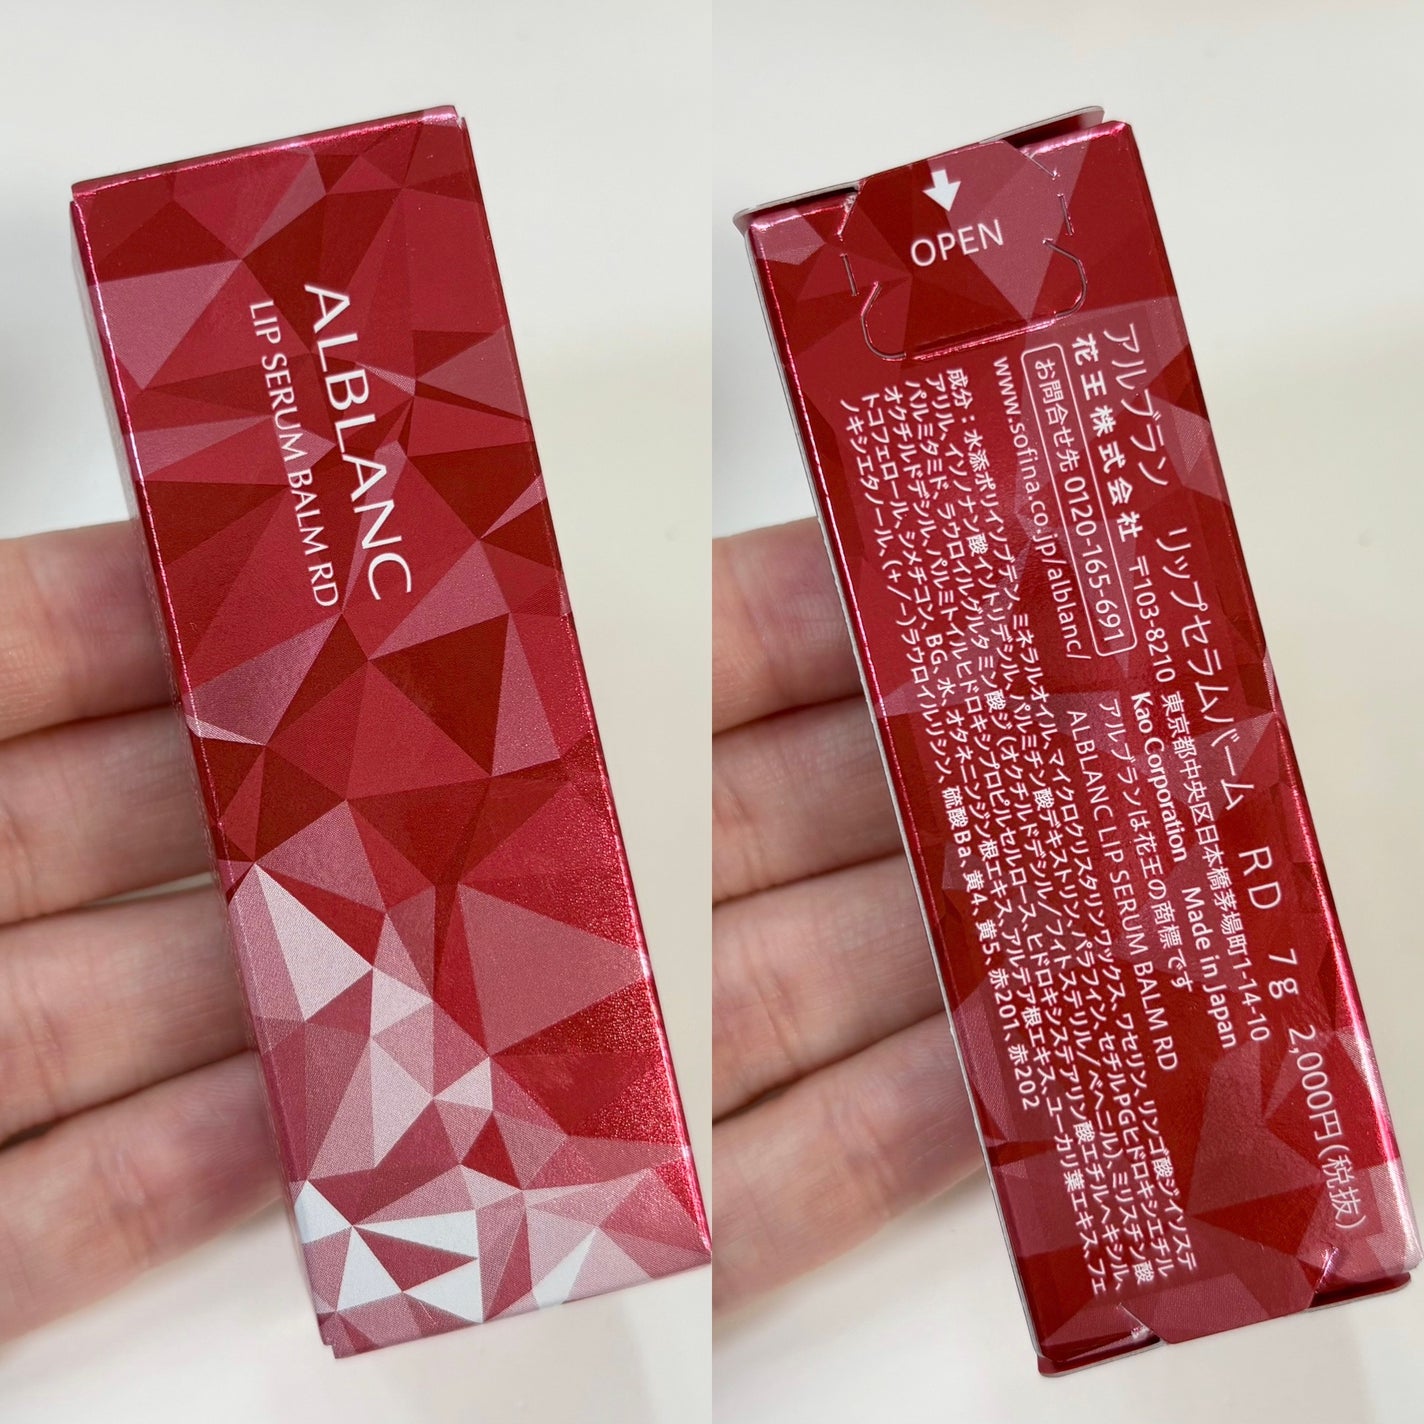 ALBLANC
LIP SERUM BALM RD
OPEN
アルブラン リップセラムバーム RD 7g 2,000円(税抜)
花王株式会社 〒103-8210 東京都中央区日本橋茅場町1-14-10
お問合せ先 0120-165-691 Kao Corporation Made in Japan
アルブランは花王の商標です
www.sofina.co.jp/alblanc/ ALBLANC LIP SERUM BALM RD
成分：水添ポリイソブテン、ミネラルオイル、マイクロクリスタリンワックス、ワセリン、リンゴ酸ジイソステ
アリル、イソノナン酸イソトリデシル、パルミチン酸デキストリン、パラフィン、セチルPGヒドロキシエチル
パルミタミド、ラウロイルグルタミン酸ジ(オクチルドデシル/フィトステリル/ベヘニル)、ミリスチン酸
オクチルドデシル、パルミトイルヒドロキシプロピルセルロース、ヒドロキシステアリン酸エチルヘキシル、
トコフェロール、シメチコン、BG、水、オタネニンジン根エキス、アルテア根エキス、ユーカリ葉エキス、フェ
ノキシエタノール、(+/-)ラウロイルリシン、硫酸Ba、黄4、黄5、赤201、赤202